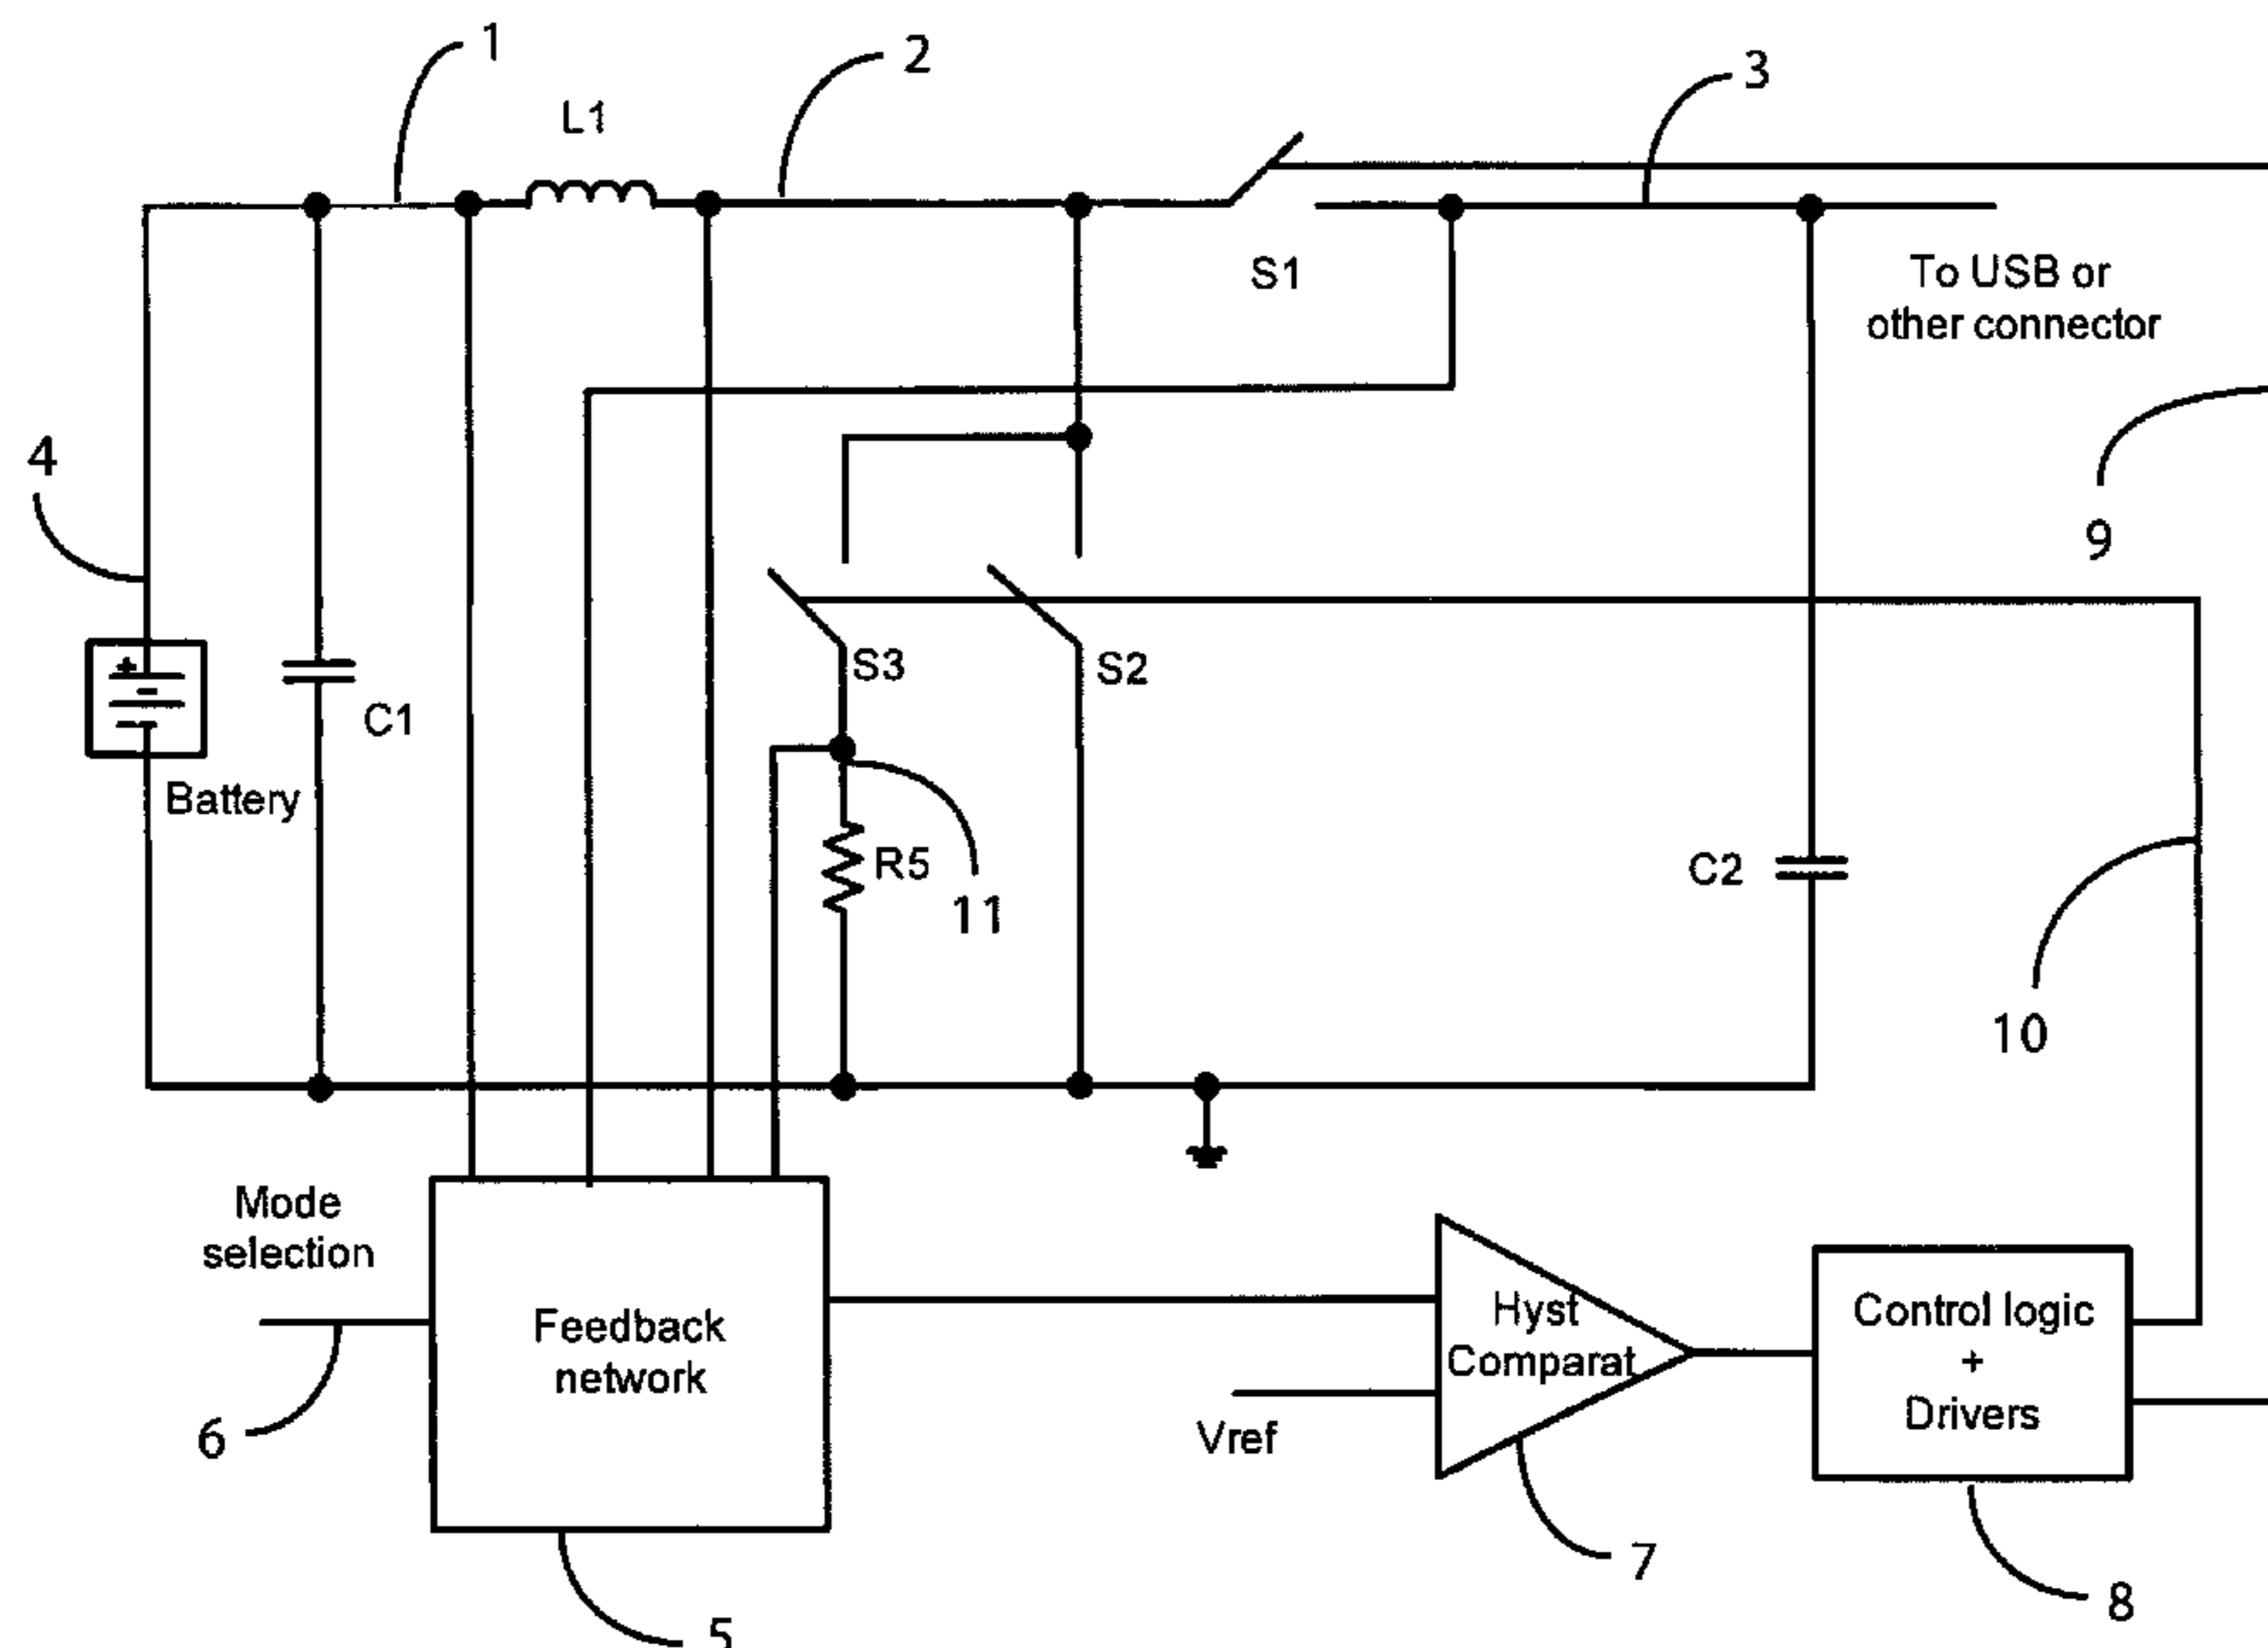 1
2
3
L1
S1
To USB or
other connector
4
9
S3
S2
C1
Battery
R5
C2
11
10
Mode
selection
Feedback
network
Hyst
Comparat
Control logic
+
Drivers
Vref
6
7
8
5